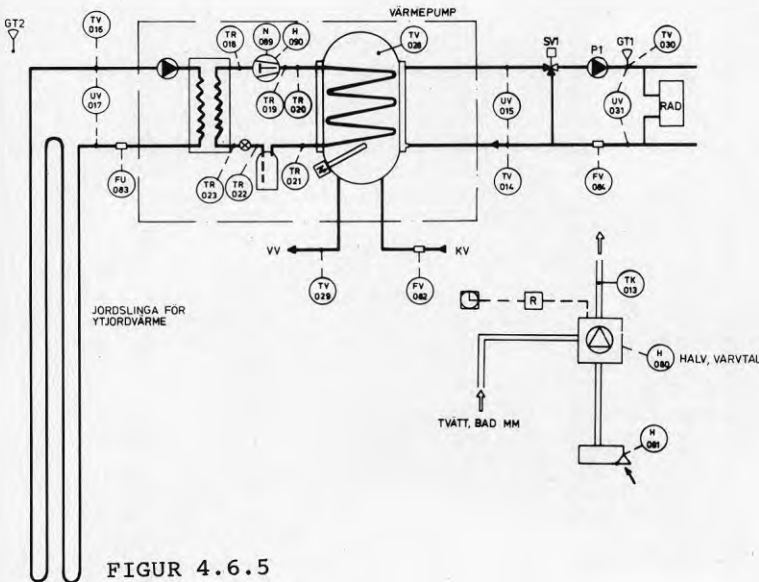 VÄRMEPUMP
GT2
TV 016
TR 018
N 089
H 090
TV 028
SV1
P1
GT1
TV 030
UV 017
TR 019
TR 020
UV 015
UV 031
RAD
FU 083
TR 023
TR 022
TR 021
TV 014
FV 084
VV
KV
TV 029
FV 082
TK 013
JORDSLINGA FÖR
YTJORDVÄRME
R
H 080
HALV, VARVTAL
TVÄTT, BAD MM
H 081
FIGUR 4.6.5